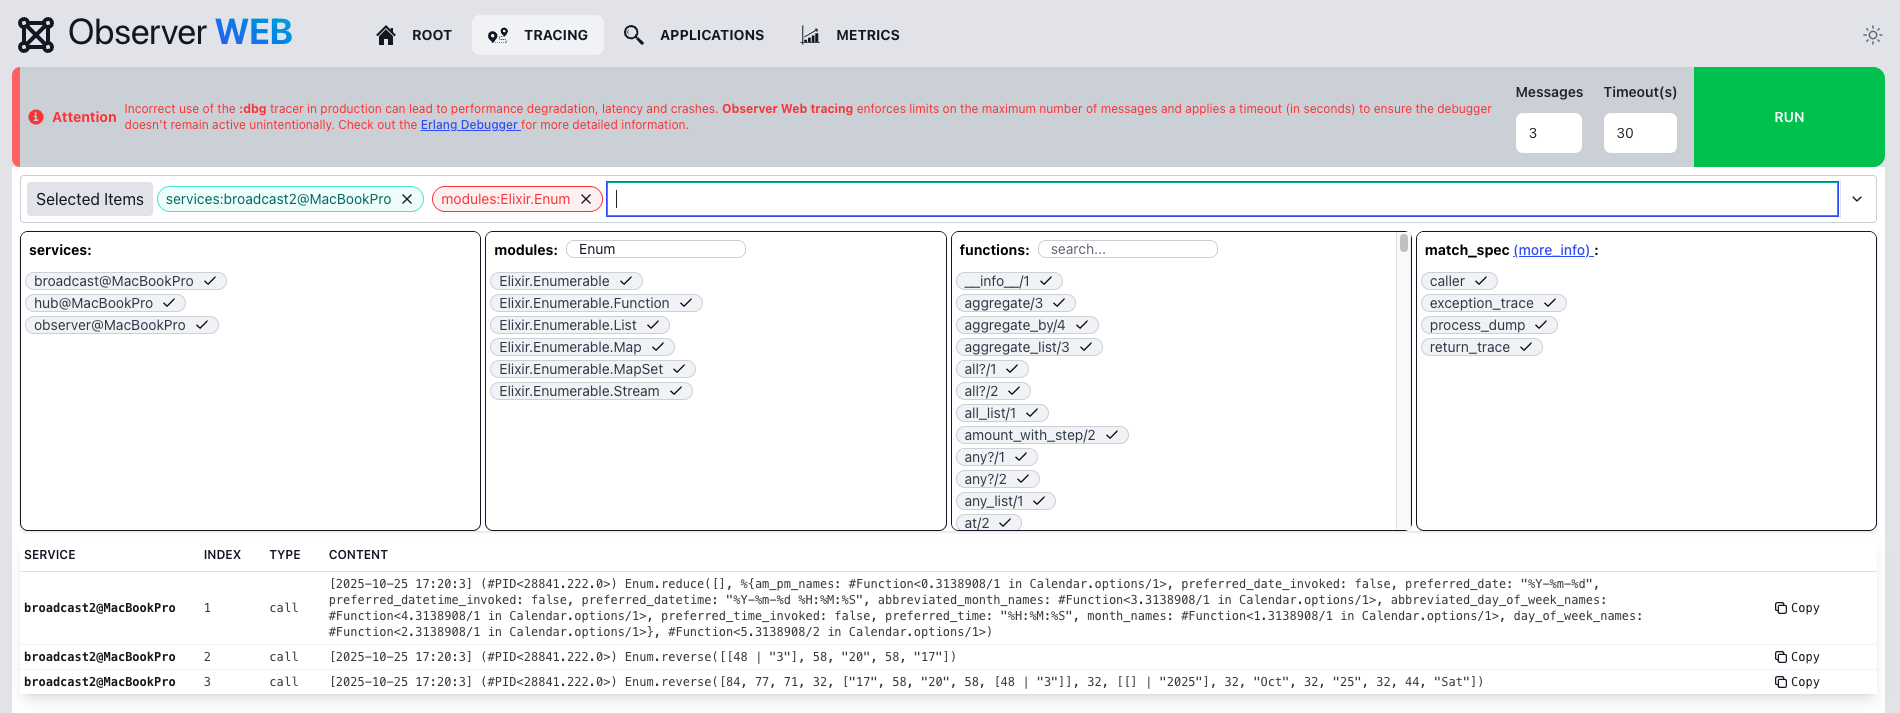 Observer WEB
ROOT
TRACING
APPLICATIONS
METRICS
Attention
Incorrect use of the :dbg tracer in production can lead to performance degradation, latency and crashes. Observer Web tracing enforces limits on the maximum number of messages and applies a timeout (in seconds) to ensure the debugger
doesn't remain active unintentionally. Check out the Erlang Debugger for more detailed information.
Messages
3
Timeout(s)
30
RUN
Selected Items
services:broadcast2@MacBookPro
modules:Elixir.Enum
services:
broadcast@MacBookPro
hub@MacBookPro
observer@MacBookPro
modules:
Enum
Elixir.Enumerable
Elixir.Enumerable.Function
Elixir.Enumerable.List
Elixir.Enumerable.Map
Elixir.Enumerable.MapSet
Elixir.Enumerable.Stream
functions:
search...
__info__/1
aggregate/3
aggregate_by/4
aggregate_list/3
all?/1
all?/2
all_list/1
amount_with_step/2
any?/1
any?/2
any_list/1
at/2
match_spec (more_info) :
caller
exception_trace
process_dump
return_trace
SERVICE INDEX TYPE CONTENT
broadcast2@MacBookPro 1 call
[2025-10-25 17:20:3] (#PID<28841.222.0>) Enum.reduce([], %{am_pm_names: #Function<0.3138908/1 in Calendar.options/1>, preferred_date_invoked: false, preferred_date: "%Y-%m-%d",
preferred_datetime_invoked: false, preferred_datetime: "%Y-%m-%d %H:%M:%S", abbreviated_month_names: #Function<3.3138908/1 in Calendar.options/1>, abbreviated_day_of_week_names:
#Function<4.3138908/1 in Calendar.options/1>, preferred_time_invoked: false, preferred_time: "%H:%M:%S", month_names: #Function<1.3138908/1 in Calendar.options/1>, day_of_week_names:
#Function<2.3138908/1 in Calendar.options/1>}, #Function<5.3138908/2 in Calendar.options/1>)
Copy
broadcast2@MacBookPro 2 call [2025-10-25 17:20:3] (#PID<28841.222.0>) Enum.reverse([[48 | "3"], 58, "20", 58, "17"]) Copy
broadcast2@MacBookPro 3 call [2025-10-25 17:20:3] (#PID<28841.222.0>) Enum.reverse([84, 77, 71, 32, ["17", 58, "20", 58, [48 | "3"]], 32, [[] | "2025"], 32, "Oct", 32, "25", 32, 44, "Sat"]) Copy